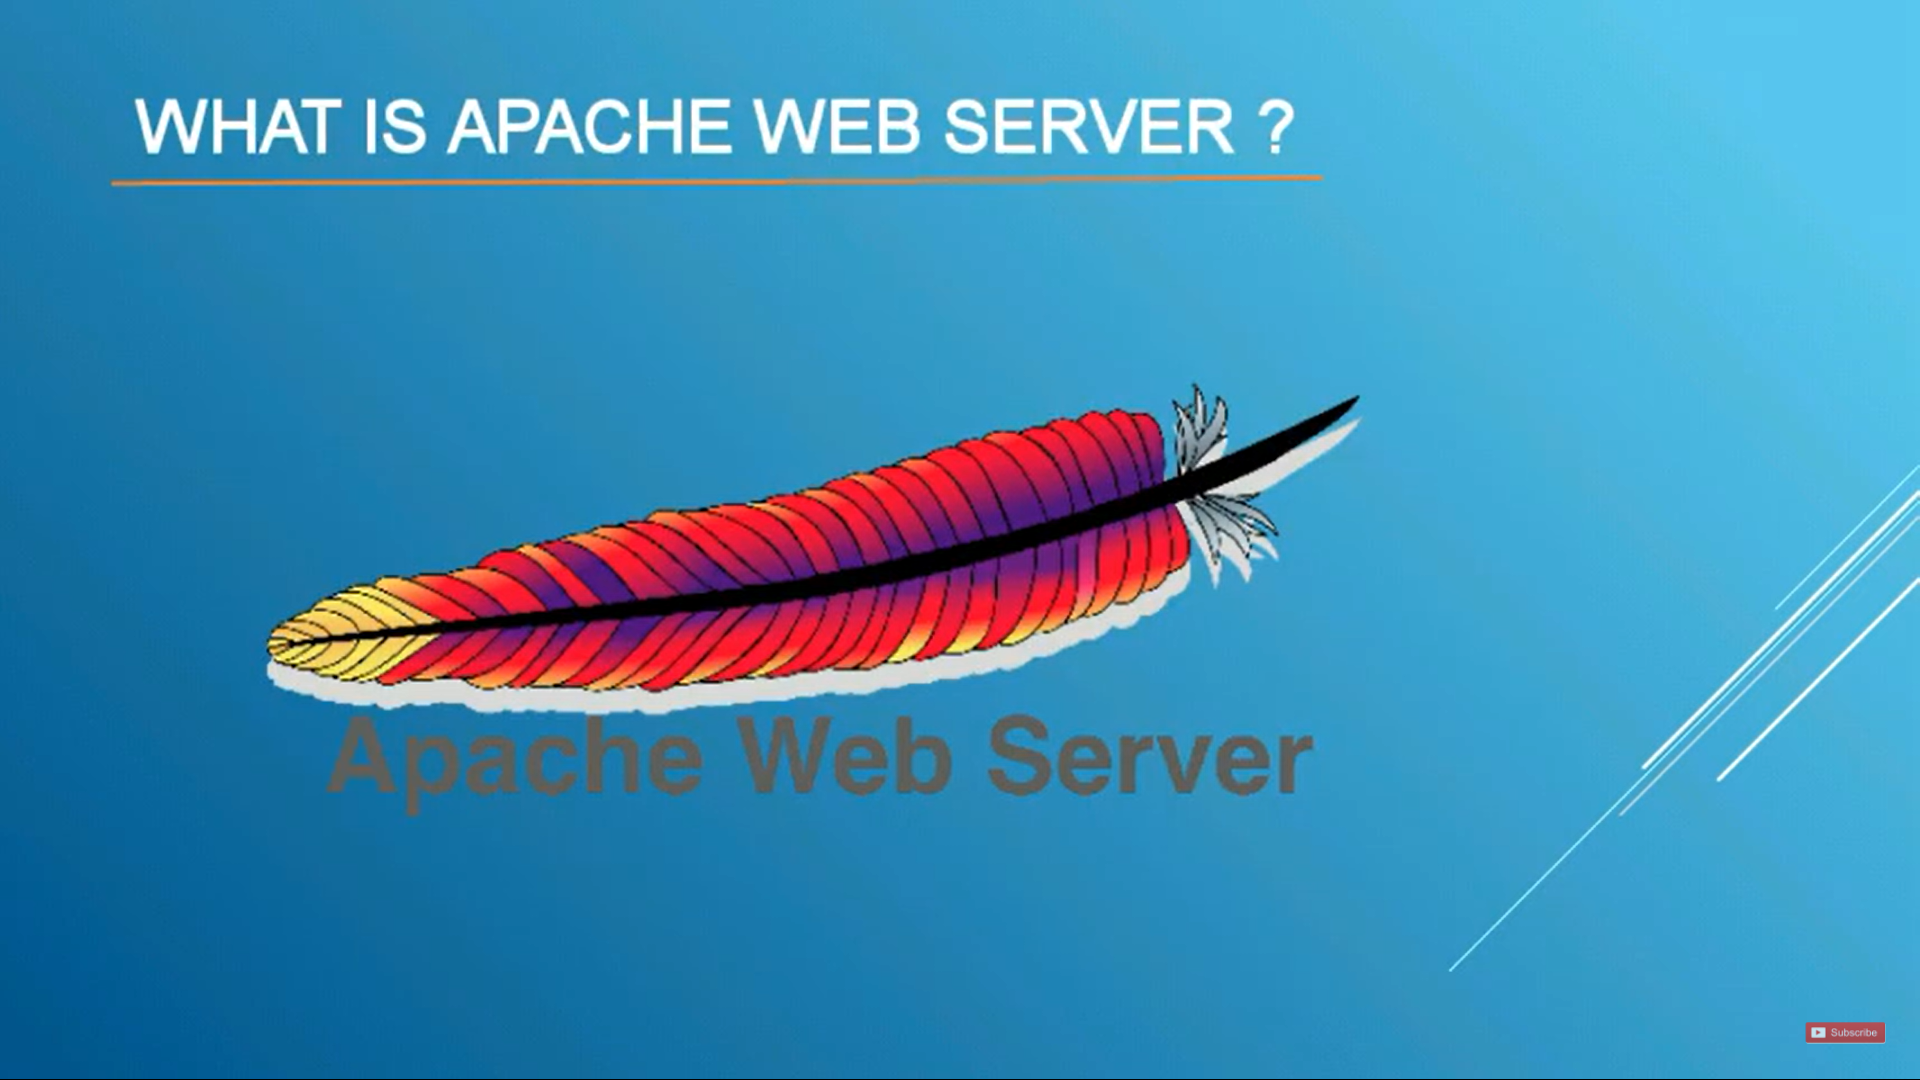 WHAT IS APACHE WEB SERVER ?
Apache Web Server
Subscribe